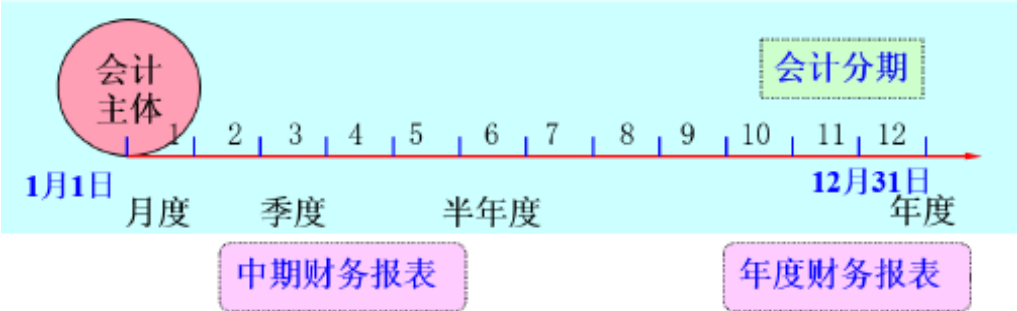 会计
主体
会计分期
1 2 3 4 5 6 7 8 9 10 11 12
1月1日
12月31日
月度 季度 半年度 年度
中期财务报表 年度财务报表